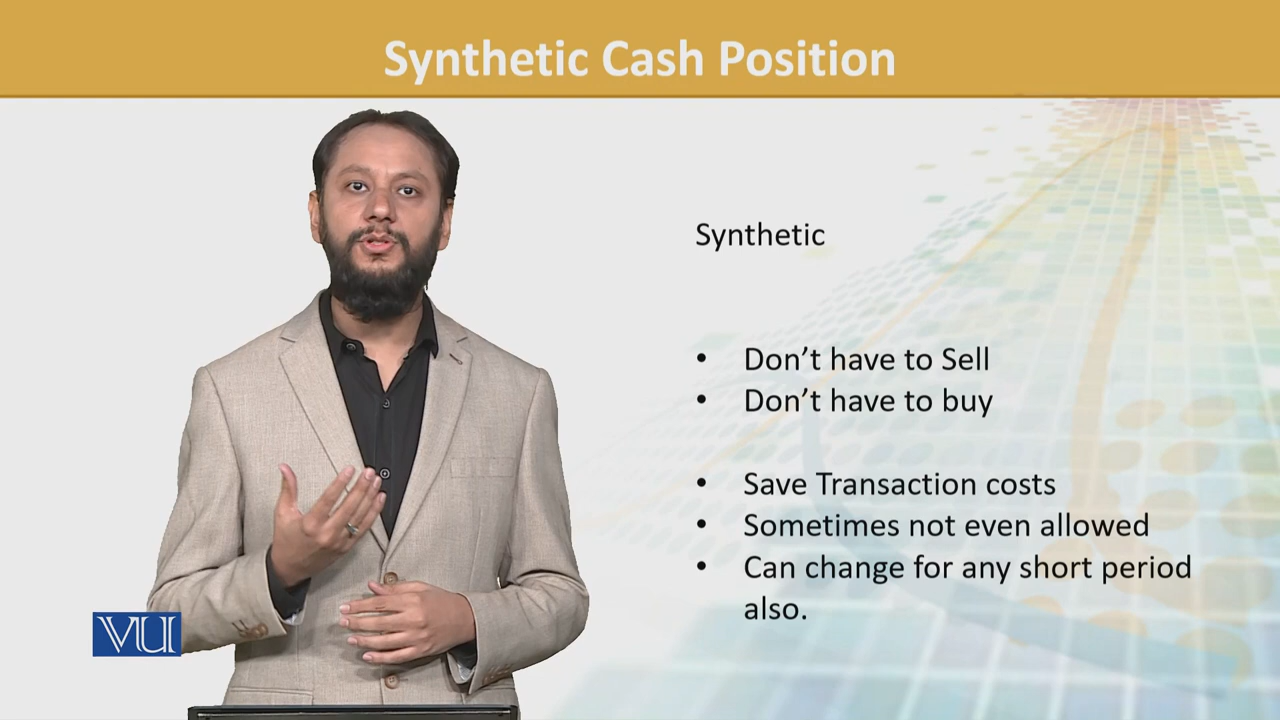 Synthetic Cash Position
Synthetic
• Don’t have to Sell
• Don’t have to buy
• Save Transaction costs
• Sometimes not even allowed
• Can change for any short period
also.
VU